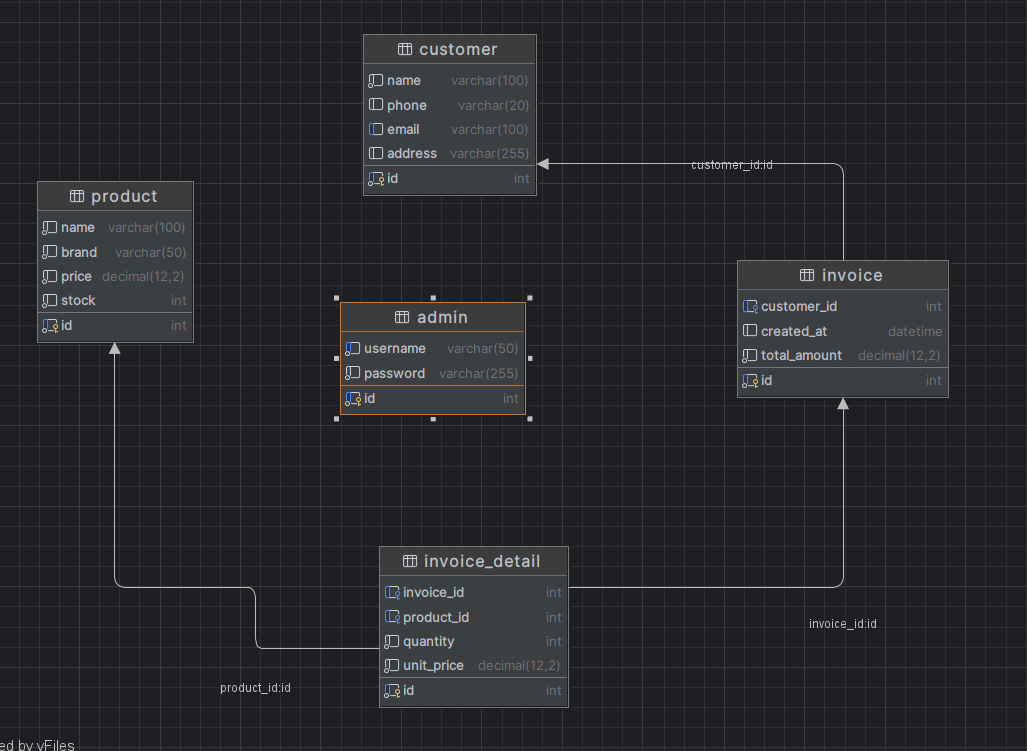 customer
name varchar(100)
phone varchar(20)
email varchar(100)
address varchar(255)
id int
customer_id:id
product
name varchar(100)
brand varchar(50)
price decimal(12,2)
stock int
id int
invoice
customer_id int
created_at datetime
total_amount decimal(12,2)
id int
admin
username varchar(50)
password varchar(255)
id int
invoice_detail
invoice_id int
product_id int
quantity int
unit_price decimal(12,2)
id int
invoice_id:id
product_id:id
ed by yFiles